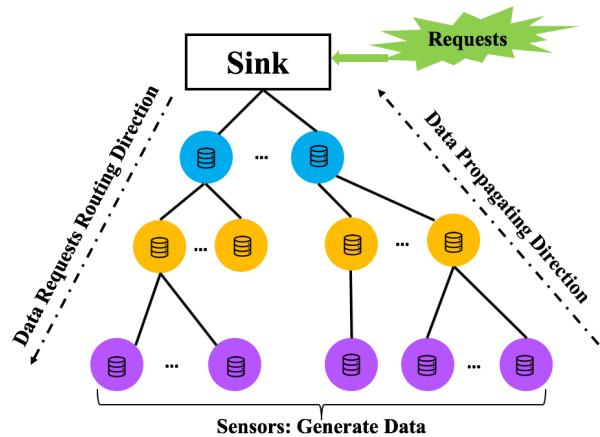 Requests
Sink
Data Requests Routing Direction
Data Propagating Direction
...
...
...
...
...
Sensors: Generate Data